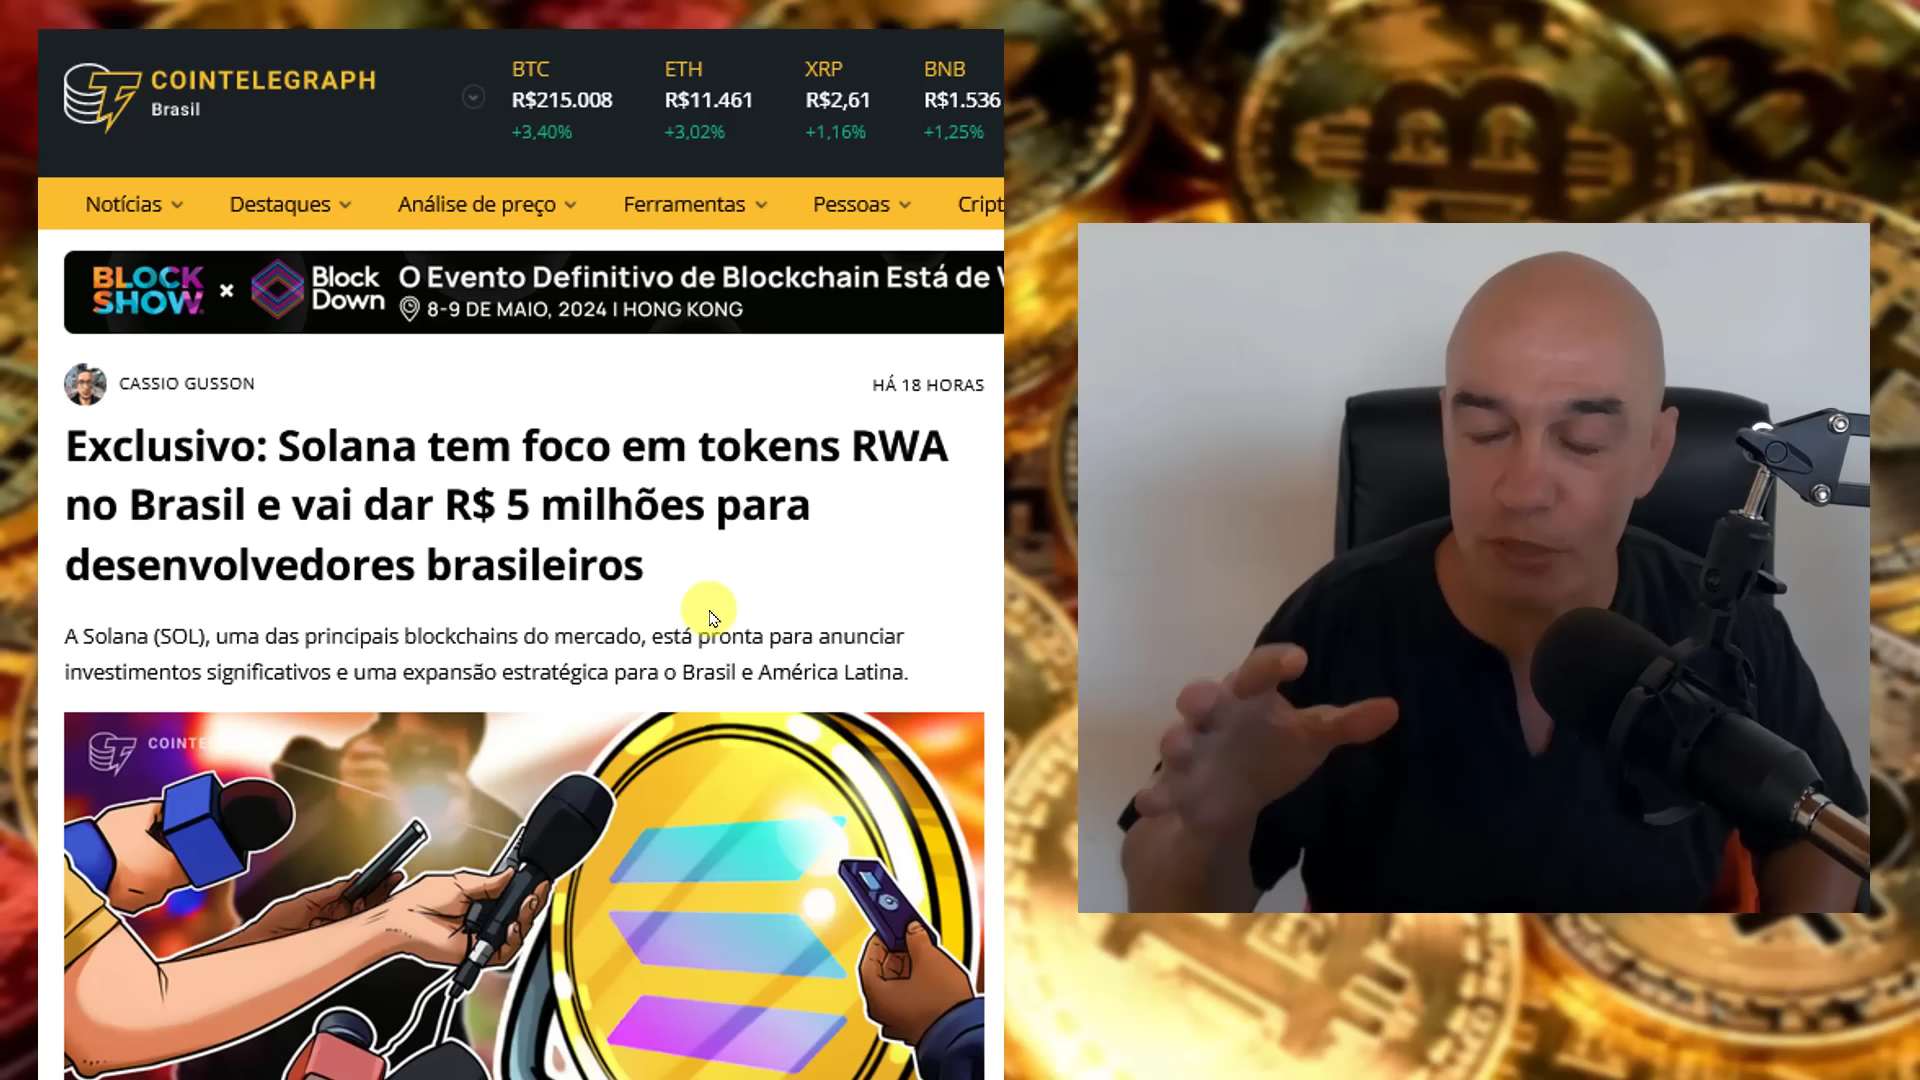 COINTELEGRAPH
Brasil
BTC
R$215.008
+3,40%
ETH
R$11.461
+3,02%
XRP
R$2,61
+1,16%
BNB
R$1.536
+1,25%
Notícias
Destaques
Análise de preço
Ferramentas
Pessoas
Cript
BLOCK SHOW × Block Down
O Evento Definitivo de Blockchain Está de V
8-9 DE MAIO, 2024 | HONG KONG
CASSIO GUSSON
HÁ 18 HORAS
Exclusivo: Solana tem foco em tokens RWA
no Brasil e vai dar R$ 5 milhões para
desenvolvedores brasileiros
A Solana (SOL), uma das principais blockchains do mercado, está pronta para anunciar
investimentos significativos e uma expansão estratégica para o Brasil e América Latina.
COINTE